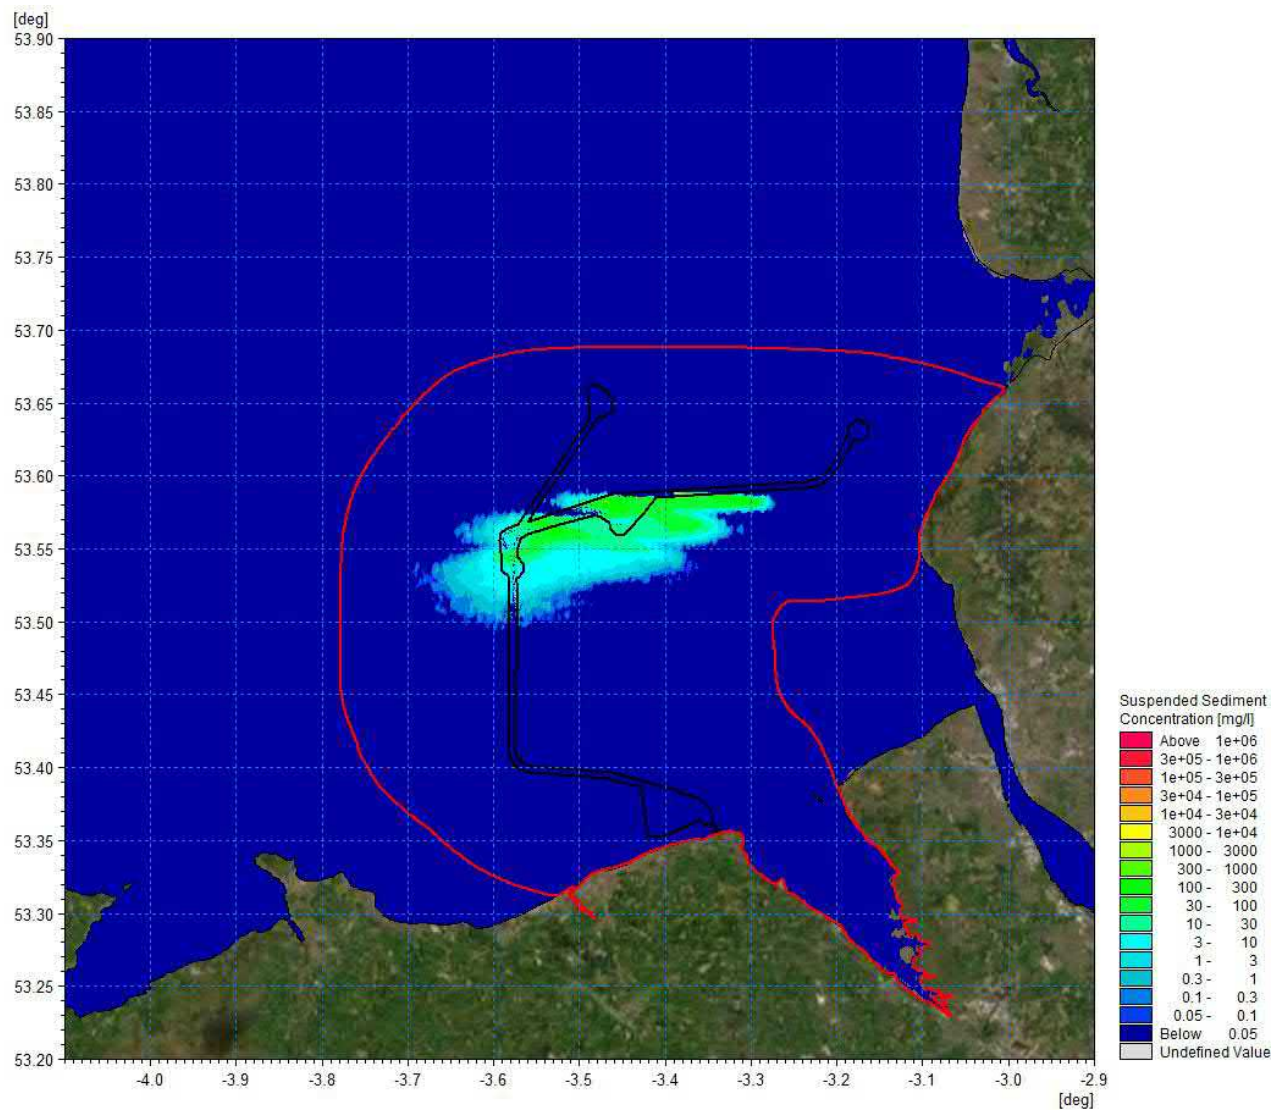 [deg]
53.90
53.85
53.80
53.75
53.70
53.65
53.60
53.55
53.50
53.45
53.40
53.35
53.30
53.25
53.20
-4.0 -3.9 -3.8 -3.7 -3.6 -3.5 -3.4 -3.3 -3.2 -3.1 -3.0 -2.9
[deg]
Suspended Sediment
Concentration [mg/l]
Above 1e+06
3e+05 - 1e+06
1e+05 - 3e+05
3e+04 - 1e+05
1e+04 - 3e+04
3000 - 1e+04
1000 - 3000
300 - 1000
100 - 300
30 - 100
10 - 30
3 - 10
1 - 3
0.3 - 1
0.1 - 0.3
0.05 - 0.1
Below 0.05
Undefined Value